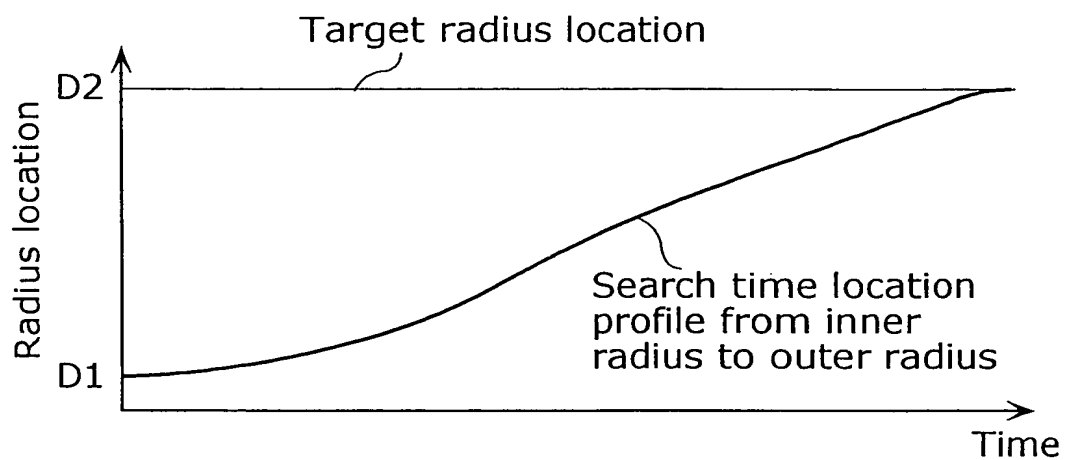 Target radius location
D2
Radius location
Search time location
profile from inner
radius to outer radius
D1
Time